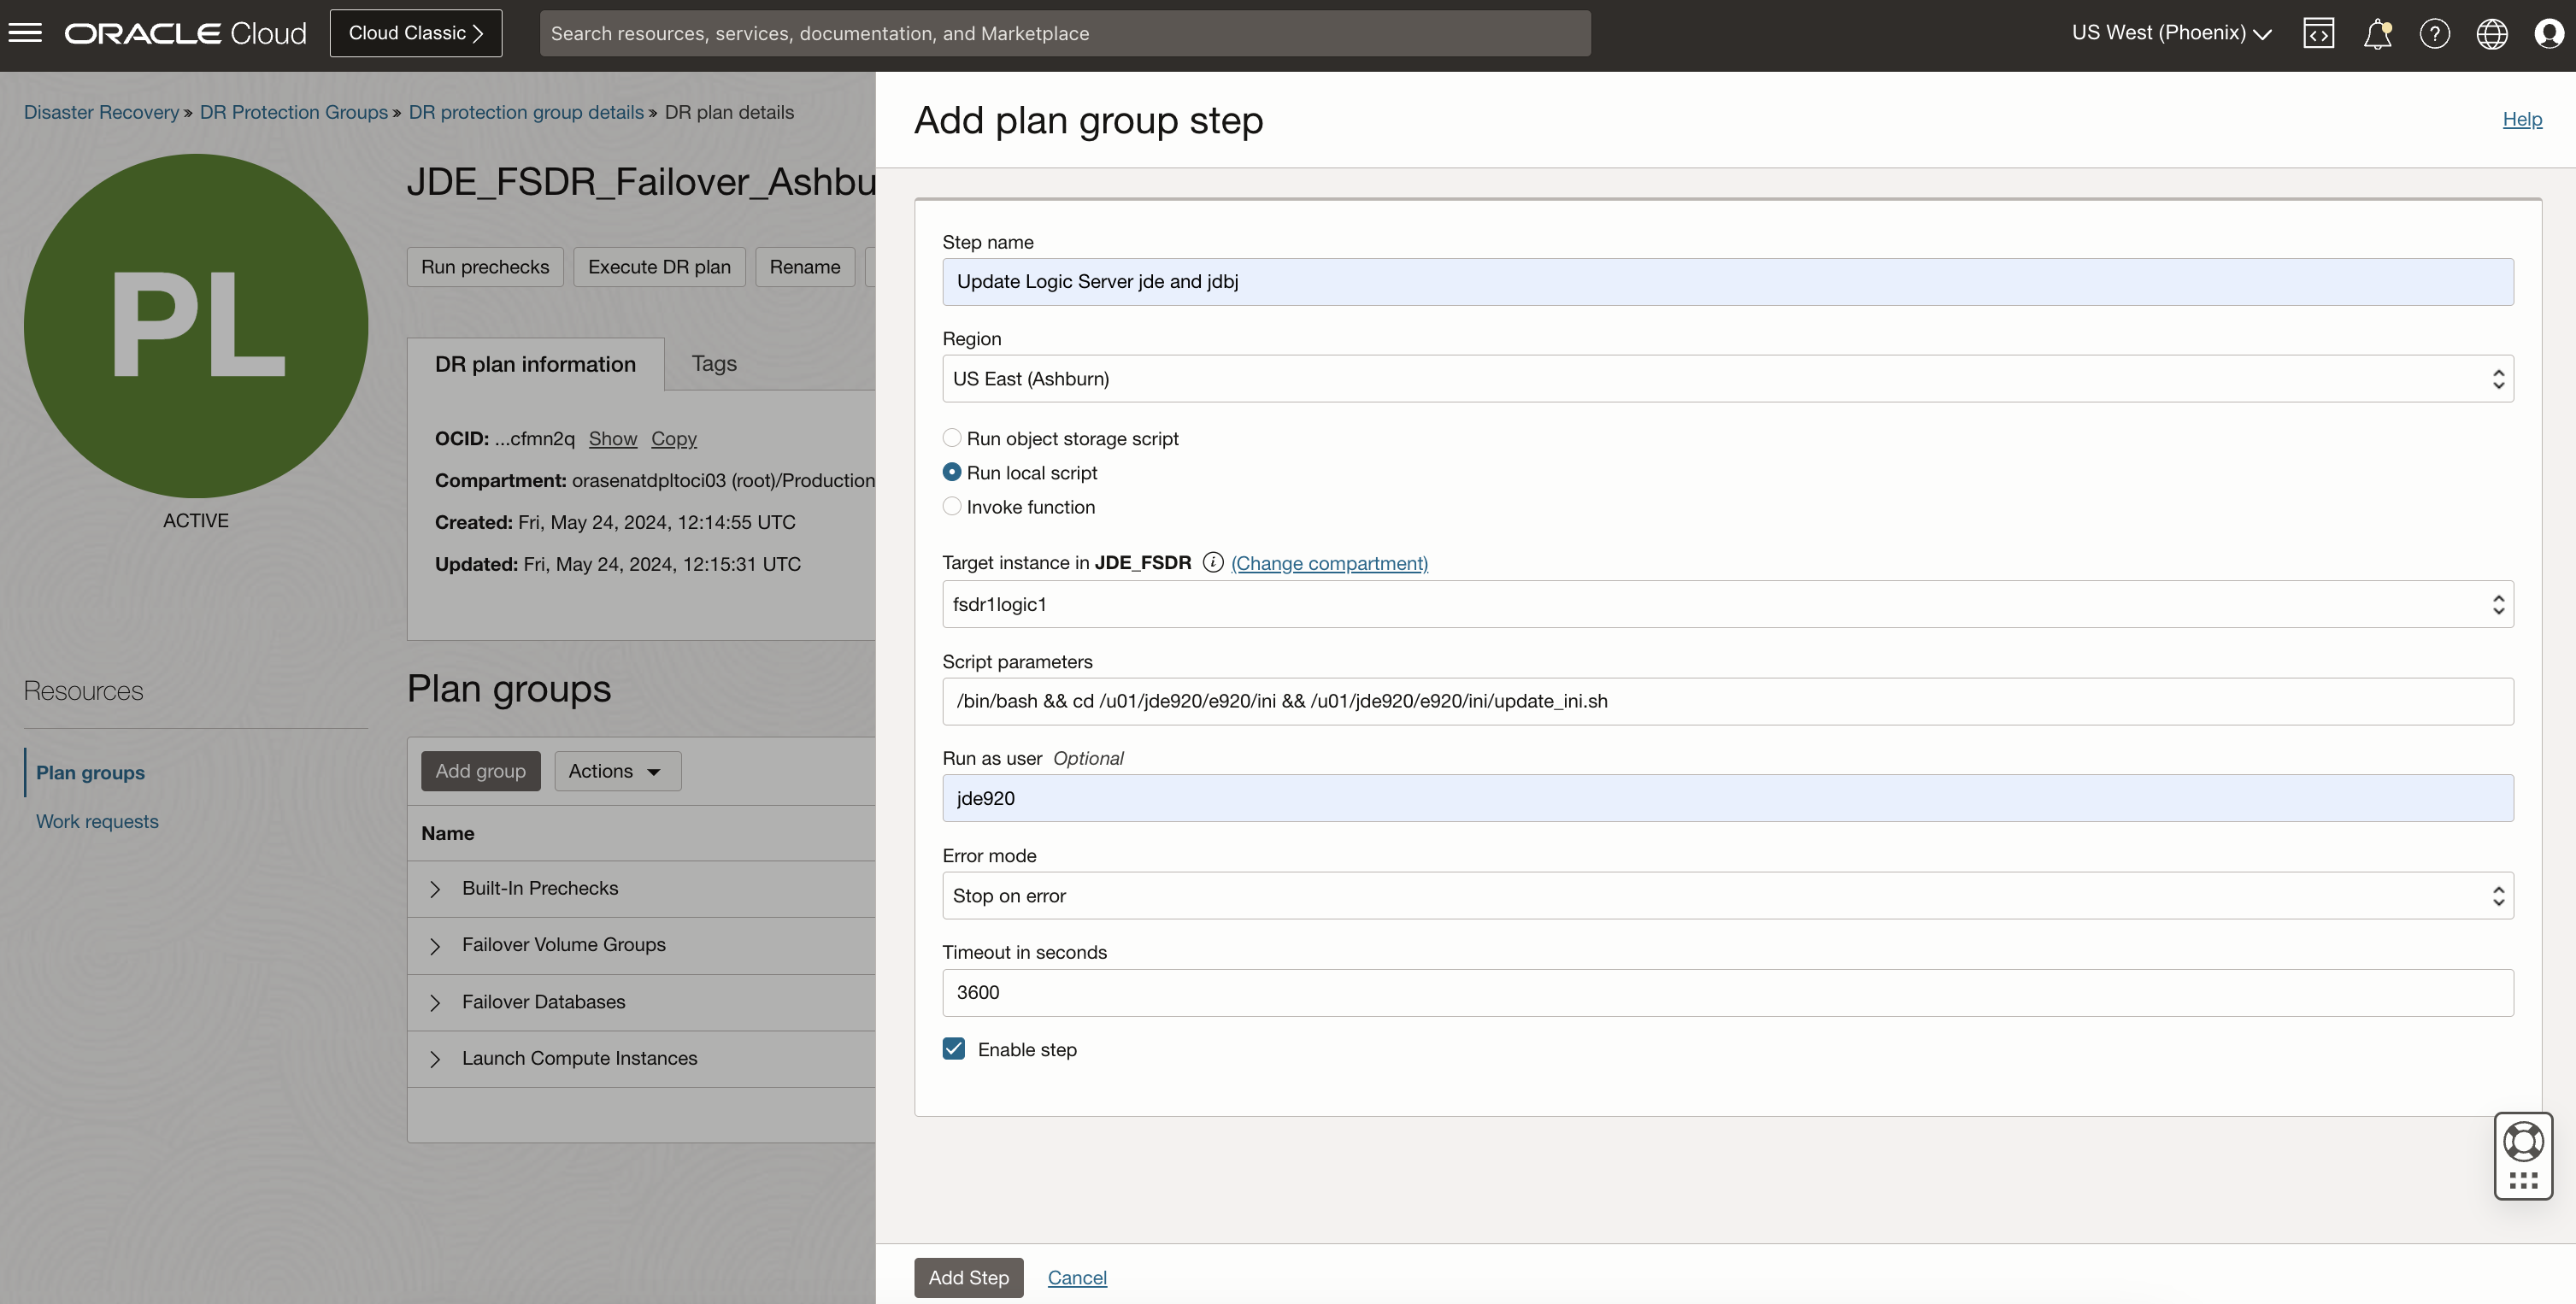 ORACLE Cloud
Cloud Classic
Search resources, services, documentation, and Marketplace
US West (Phoenix)
Disaster Recovery » DR Protection Groups » DR protection group details » DR plan details
PL
ACTIVE
JDE_FSDR_Failover_Ashbu
Run prechecks
Execute DR plan
Rename
DR plan information
Tags
OCID: ...cfmn2q Show Copy
Compartment: orasenatdpltoci03 (root)/Production
Created: Fri, May 24, 2024, 12:14:55 UTC
Updated: Fri, May 24, 2024, 12:15:31 UTC
Resources
Plan groups
Work requests
Plan groups
Add group
Actions
Name
Built-In Prechecks
Failover Volume Groups
Failover Databases
Launch Compute Instances
Add plan group step
Help
Step name
Update Logic Server jde and jdbj
Region
US East (Ashburn)
Run object storage script
Run local script
Invoke function
Target instance in JDE_FSDR (Change compartment)
fsdr1logic1
Script parameters
/bin/bash && cd /u01/jde920/e920/ini && /u01/jde920/e920/ini/update_ini.sh
Run as user Optional
jde920
Error mode
Stop on error
Timeout in seconds
3600
Enable step
Add Step
Cancel